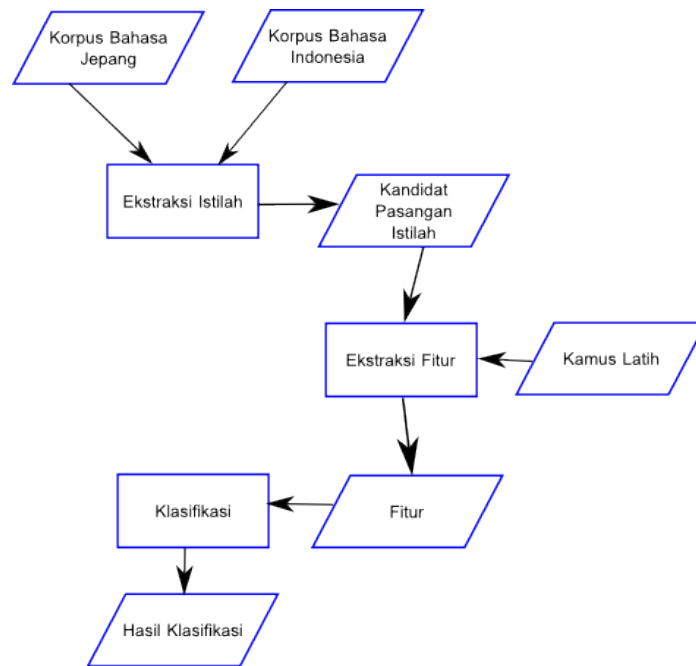 Korpus Bahasa
Jepang
Korpus Bahasa
Indonesia
Ekstraksi Istilah
Kandidat
Pasangan
Istilah
Ekstraksi Fitur
Kamus Latih
Klasifikasi
Fitur
Hasil Klasifikasi